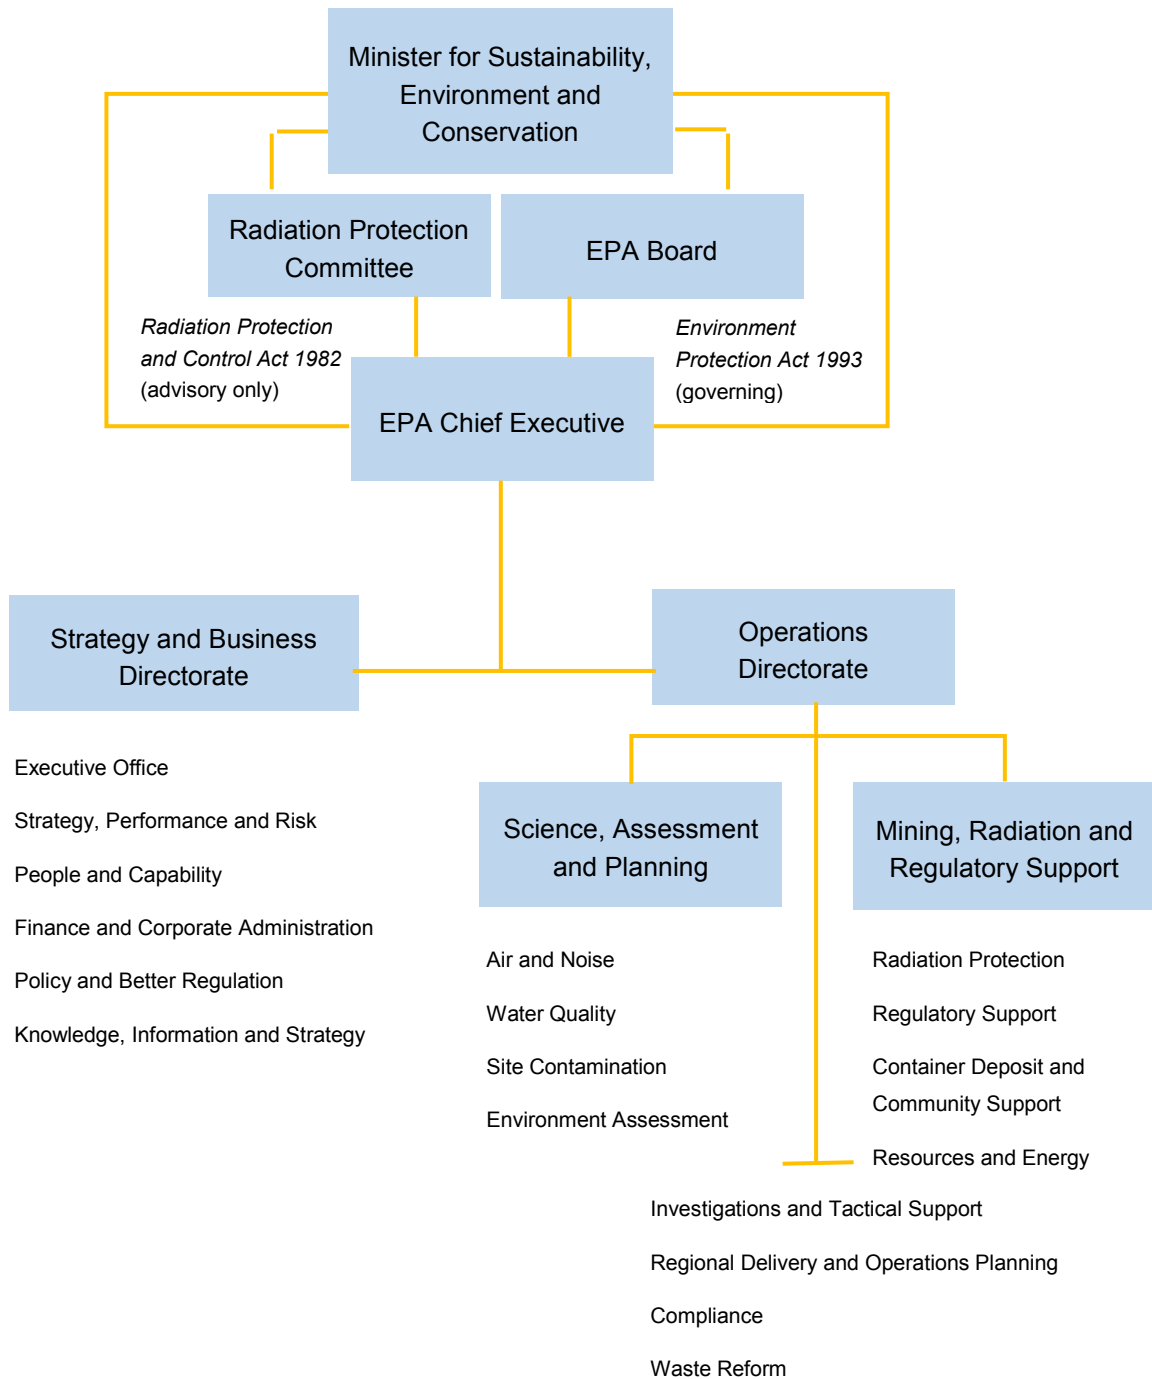 Minister for Sustainability,
Environment and
Conservation
Radiation Protection
Committee
EPA Board
Radiation Protection
and Control Act 1982
(advisory only)
Environment
Protection Act 1993
(governing)
EPA Chief Executive
Strategy and Business
Directorate
Operations
Directorate
Executive Office
Strategy, Performance and Risk
People and Capability
Finance and Corporate Administration
Policy and Better Regulation
Knowledge, Information and Strategy
Science, Assessment
and Planning
Mining, Radiation and
Regulatory Support
Air and Noise
Water Quality
Site Contamination
Environment Assessment
Radiation Protection
Regulatory Support
Container Deposit and
Community Support
Resources and Energy
Investigations and Tactical Support
Regional Delivery and Operations Planning
Compliance
Waste Reform